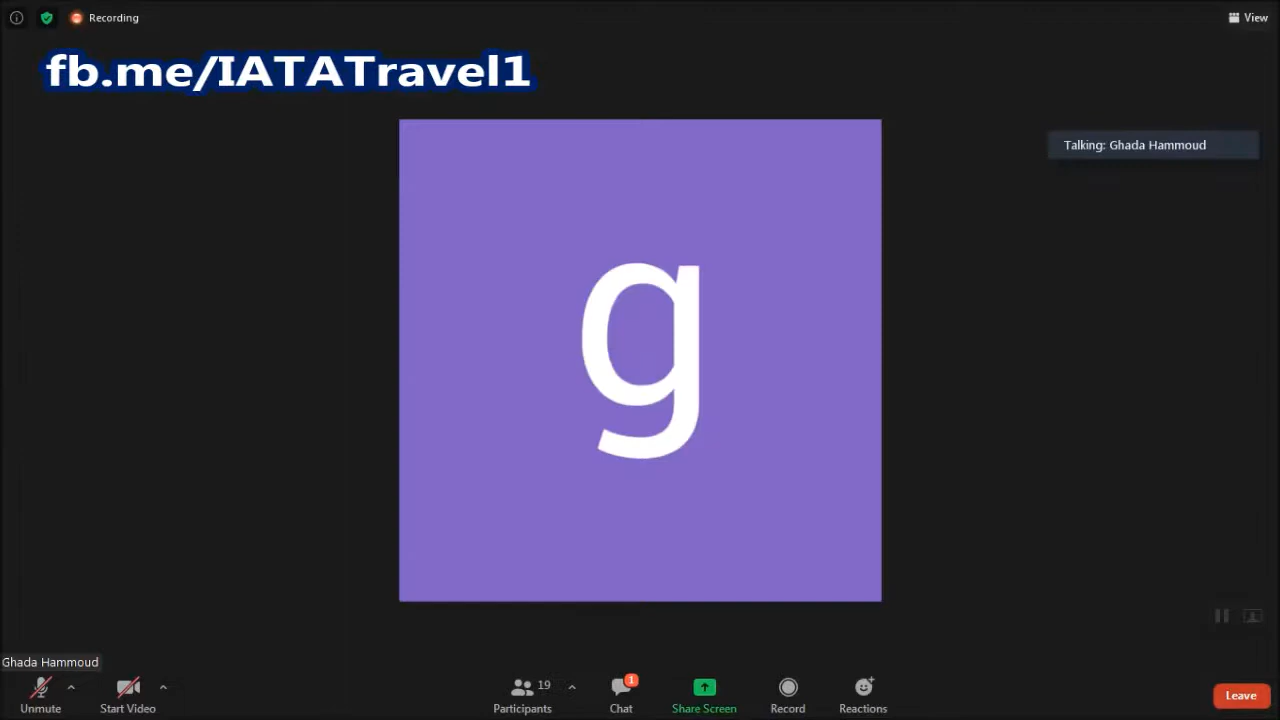 Recording
View
fb.me/IATATravel1
Talking: Ghada Hammoud
g
Ghada Hammoud
19
1
Unmute
Start Video
Participants
Chat
Share Screen
Record
Reactions
Leave